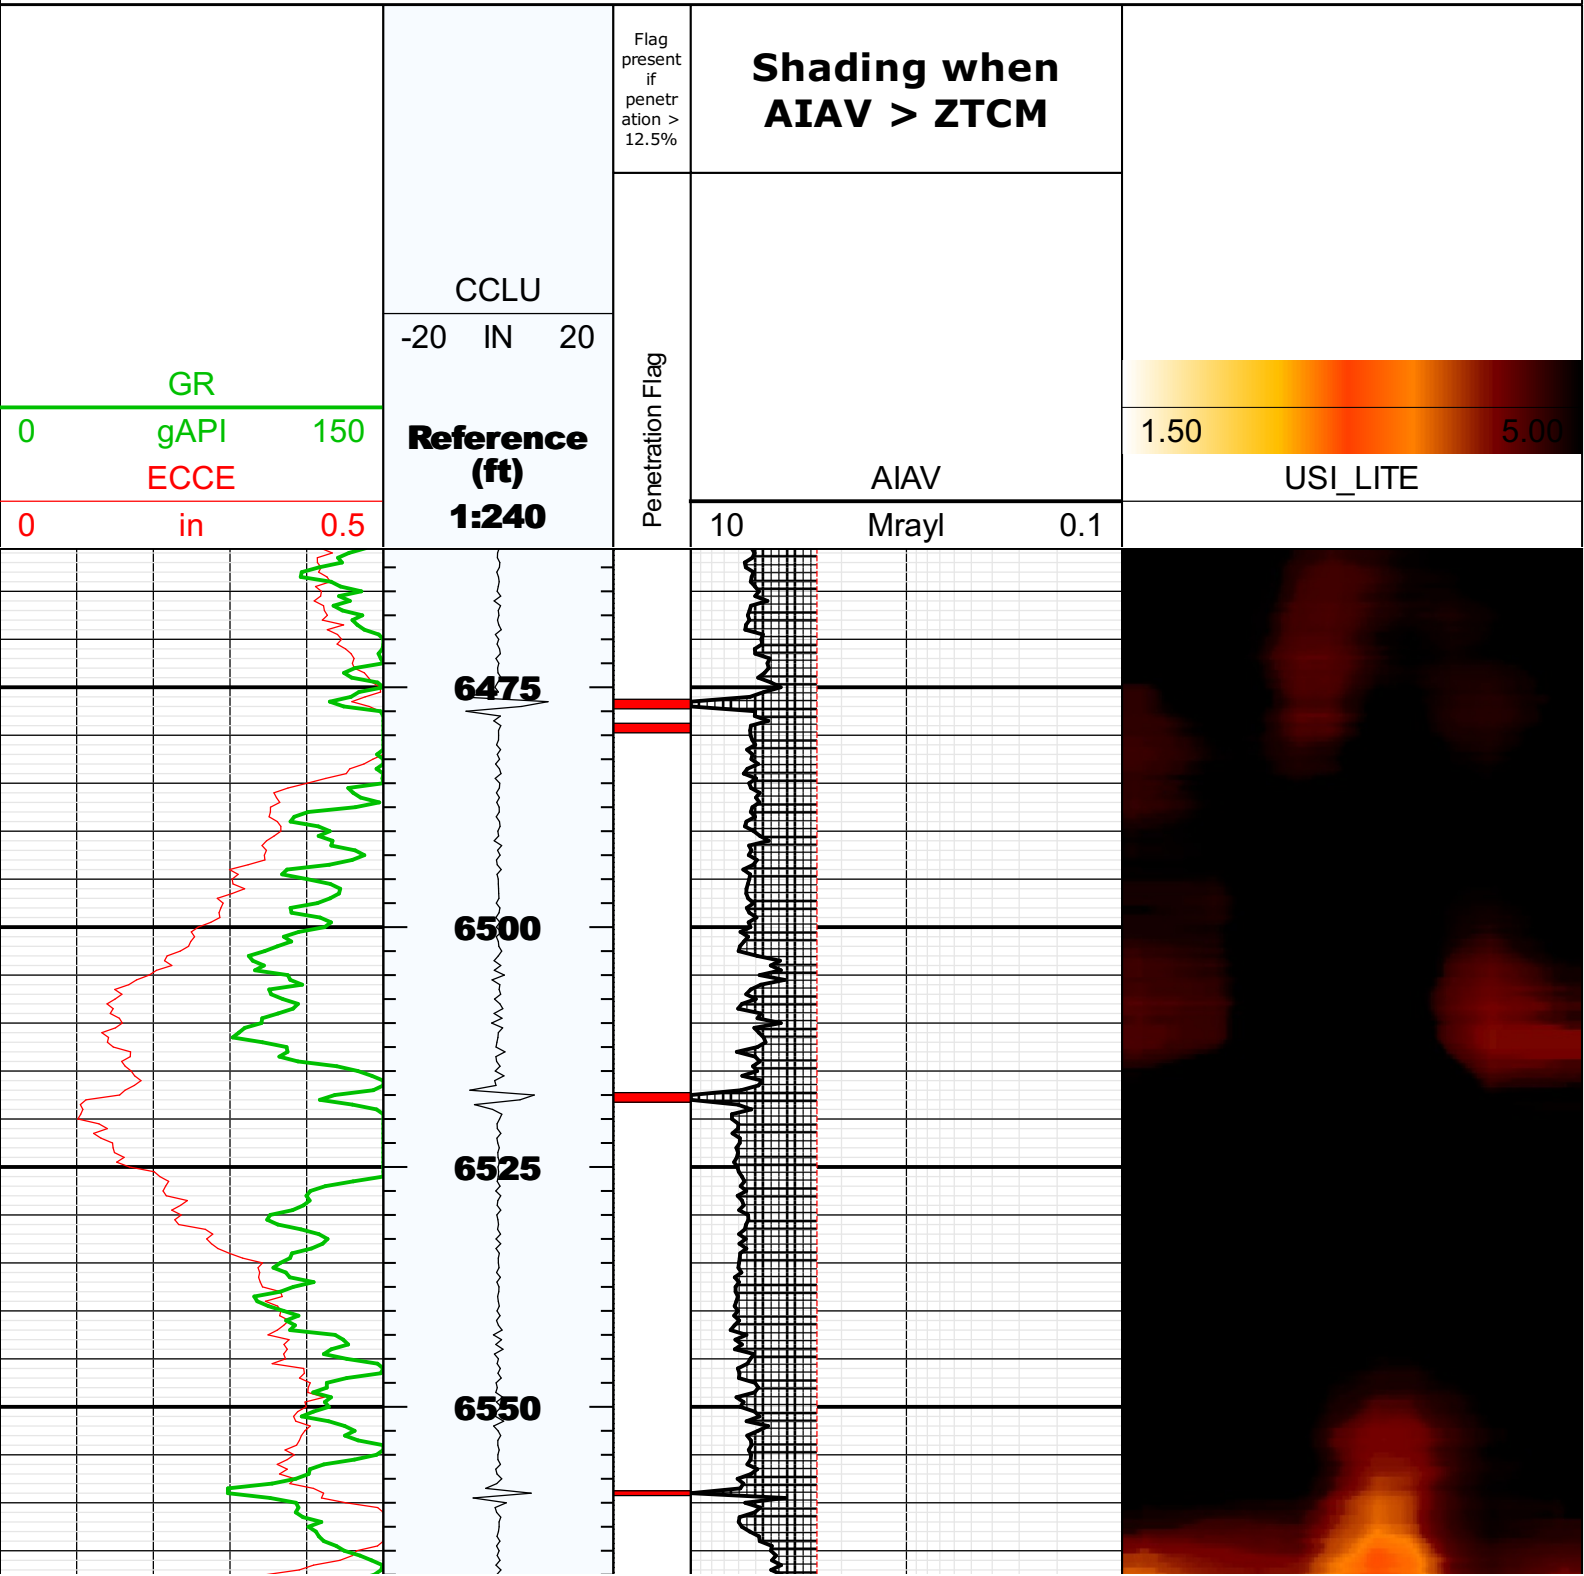 Flag
present
if
penetr
ation >
12.5%
Shading when
AIAV > ZTCM
CCLU
-20 IN 20
GR
0 gAPI 150
ECCE
0 in 0.5
Reference
(ft)
1:240
Penetration Flag
AIAV
10 Mrayl 0.1
1.50 5.00
USI_LITE
6475
6500
6525
6550